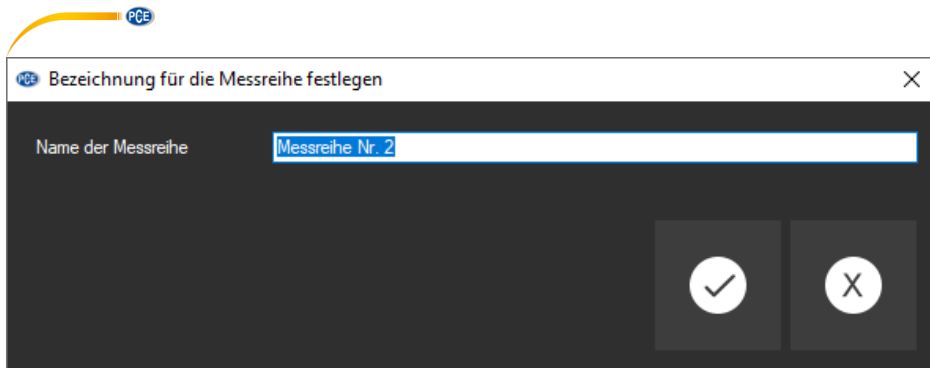 PCE
PCE Bezeichnung für die Messreihe festlegen
Name der Messreihe Messreihe Nr. 2
X